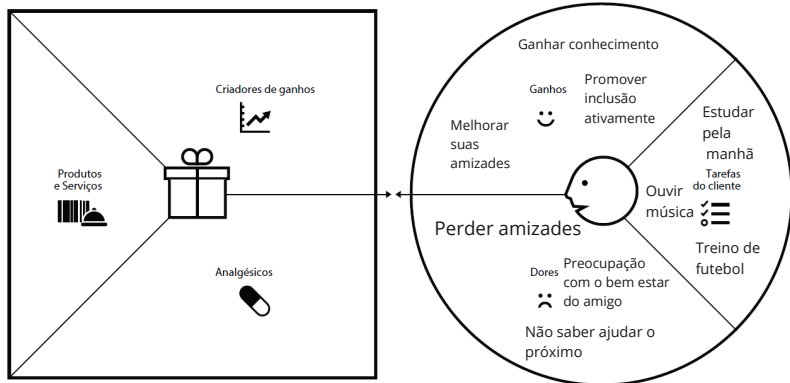 Criadores de ganhos
Produtos
e Serviços
Analgésicos
Ganhar conhecimento
Ganhos
Promover
inclusão
ativamente
Melhorar
suas
amizades
Estudar
pela
manhã
Tarefas
do cliente
Ouvir
música
Treino de
futebol
Perder amizades
Dores
Preocupação
com o bem estar
do amigo
Não saber ajudar o
próximo